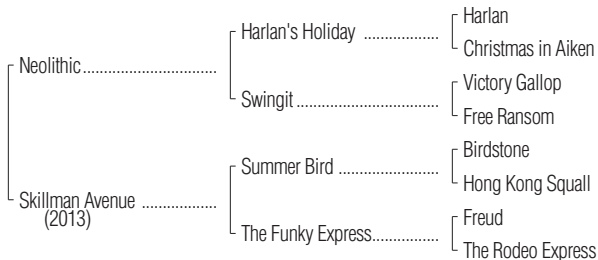 Harlan
Harlan's Holiday ..................
Christmas in Aiken
Neolithic................................
Victory Gallop
Swingit..................................
Free Ransom
Birdstone
Summer Bird ........................
Hong Kong Squall
Skillman Avenue ..................
(2013)
Freud
The Funky Express................
The Rodeo Express